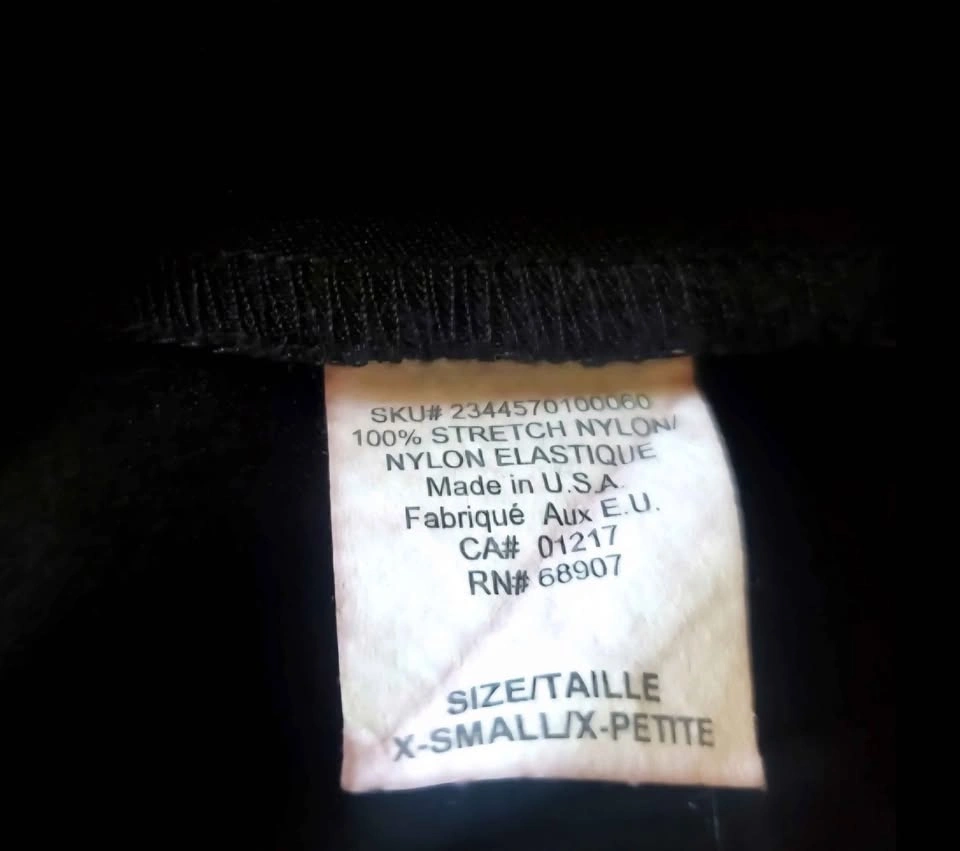 SKU# 2344570100060
100% STRETCH NYLON/
NYLON ELASTIQUE
Made in U.S.A.
Fabriqué Aux E.U.
CA# 01217
RN# 68907
SIZE/TAILLE
X-SMALL/X-PETITE